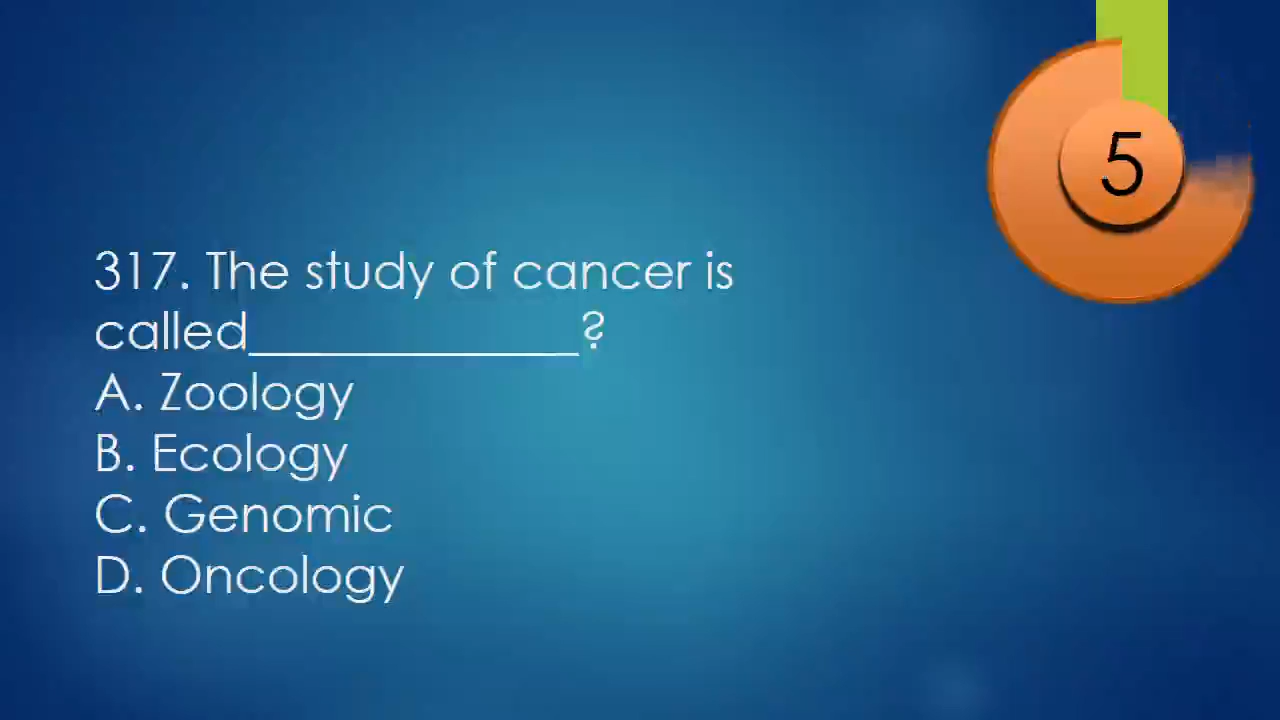 5
317. The study of cancer is
called_____________?
A. Zoology
B. Ecology
C. Genomic
D. Oncology